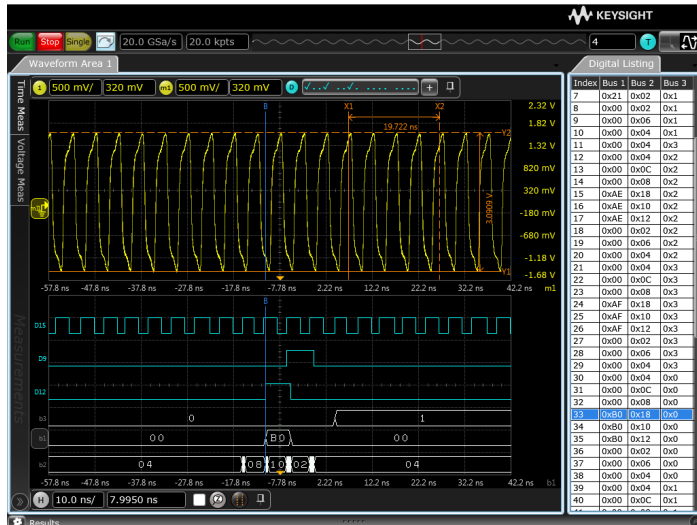 KEYSIGHT
Run Stop Single 20.0 GSa/s 20.0 kpts 4 T
Waveform Area 1
Digital Listing
Time Meas
Voltage Meas
Measurements
1 500 mV/ 320 mV m1 500 mV/ 320 mV D +
B X1 X2
19.722 ns
Y2
3.0909 V
Y1
2.32 V
1.82 V
1.32 V
820 mV
320 mV
-180 mV
-680 mV
-1.18 V
-1.68 V
-57.8 ns -47.8 ns -37.8 ns -27.8 ns -17.8 ns -7.78 ns 2.22 ns 12.2 ns 22.2 ns 32.2 ns 42.2 ns m1
B
D15
D9
D12
b3 0 1
b1 00 B0 00
b2 04 08 10 02 04
-57.8 ns -47.8 ns -37.8 ns -27.8 ns -17.8 ns -7.78 ns 2.22 ns 12.2 ns 22.2 ns 32.2 ns 42.2 ns b1
H 10.0 ns/ 7.9950 ns
Results
Index Bus 1 Bus 2 Bus 3
7 0x21 0x02 0x1
8 0x00 0x02 0x1
9 0x00 0x06 0x1
10 0x00 0x04 0x1
11 0x00 0x04 0x3
12 0x00 0x04 0x2
13 0x00 0x0C 0x2
14 0x00 0x08 0x2
15 0xAE 0x18 0x2
16 0xAE 0x10 0x2
17 0xAE 0x12 0x2
18 0x00 0x02 0x2
19 0x00 0x06 0x2
20 0x00 0x04 0x2
21 0x00 0x04 0x3
22 0x00 0x0C 0x3
23 0x00 0x08 0x3
24 0xAF 0x18 0x3
25 0xAF 0x10 0x3
26 0xAF 0x12 0x3
27 0x00 0x02 0x3
28 0x00 0x06 0x3
29 0x00 0x04 0x3
30 0x00 0x04 0x0
31 0x00 0x0C 0x0
32 0x00 0x08 0x0
33 0xB0 0x18 0x0
34 0xB0 0x10 0x0
35 0xB0 0x12 0x0
36 0x00 0x02 0x0
37 0x00 0x06 0x0
38 0x00 0x04 0x0
39 0x00 0x04 0x1
40 0x00 0x0C 0x1